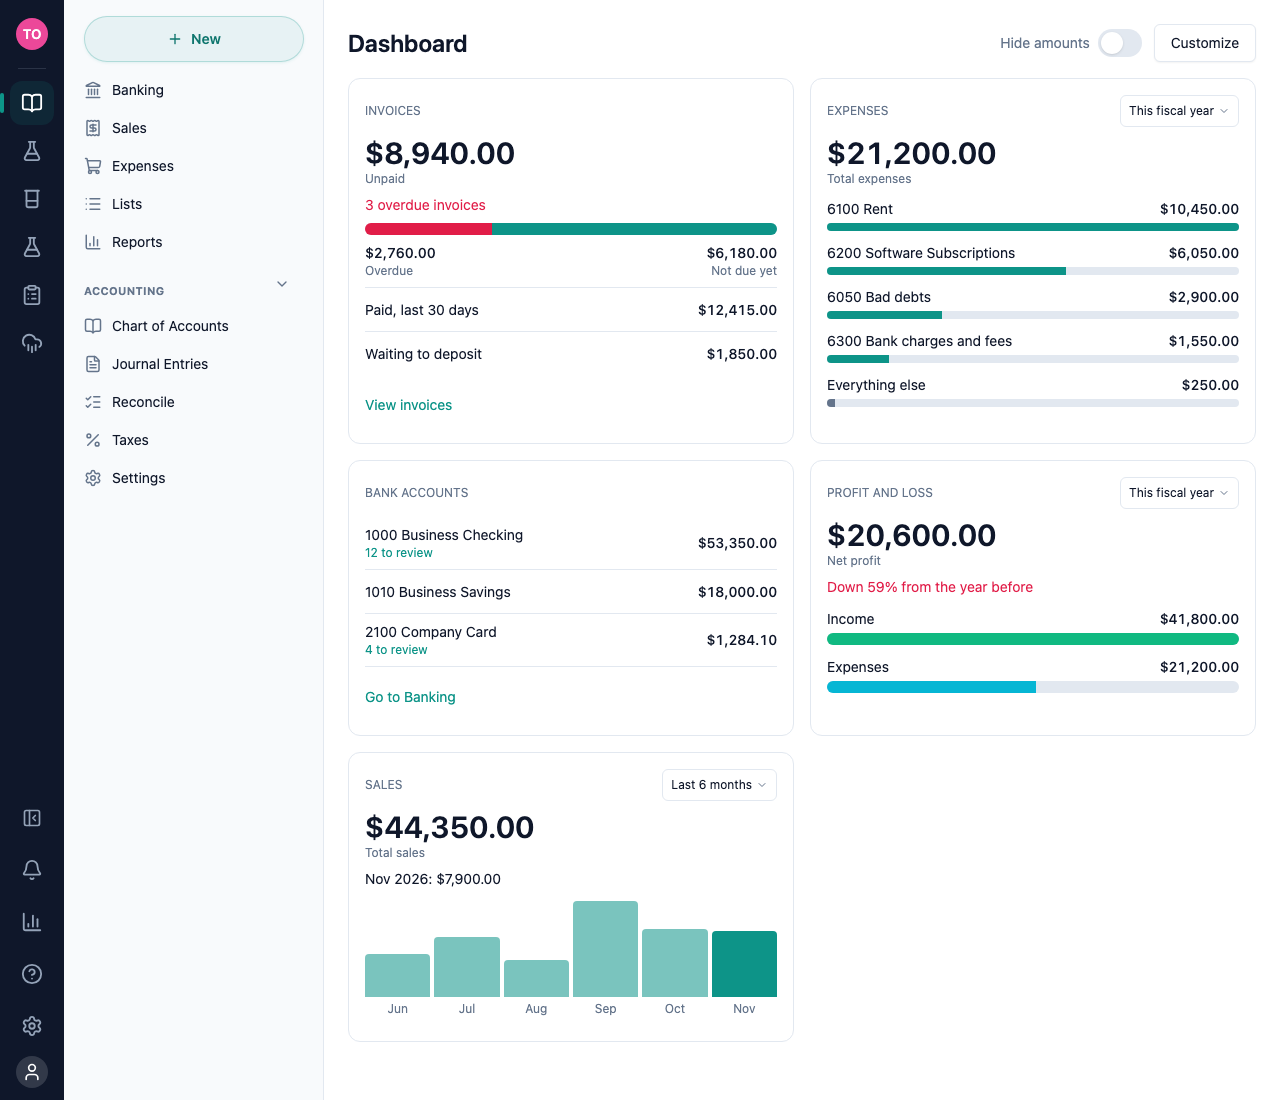 TO
New
Banking
Sales
Expenses
Lists
Reports
ACCOUNTING
Chart of Accounts
Journal Entries
Reconcile
Taxes
Settings
Dashboard
Hide amounts
Customize
INVOICES
$8,940.00
Unpaid
3 overdue invoices
$2,760.00 $6,180.00
Overdue Not due yet
Paid, last 30 days $12,415.00
Waiting to deposit $1,850.00
View invoices
EXPENSES This fiscal year
$21,200.00
Total expenses
6100 Rent $10,450.00
6200 Software Subscriptions $6,050.00
6050 Bad debts $2,900.00
6300 Bank charges and fees $1,550.00
Everything else $250.00
BANK ACCOUNTS
1000 Business Checking $53,350.00
12 to review
1010 Business Savings $18,000.00
2100 Company Card $1,284.10
4 to review
Go to Banking
PROFIT AND LOSS This fiscal year
$20,600.00
Net profit
Down 59% from the year before
Income $41,800.00
Expenses $21,200.00
SALES Last 6 months
$44,350.00
Total sales
Nov 2026: $7,900.00
Jun Jul Aug Sep Oct Nov